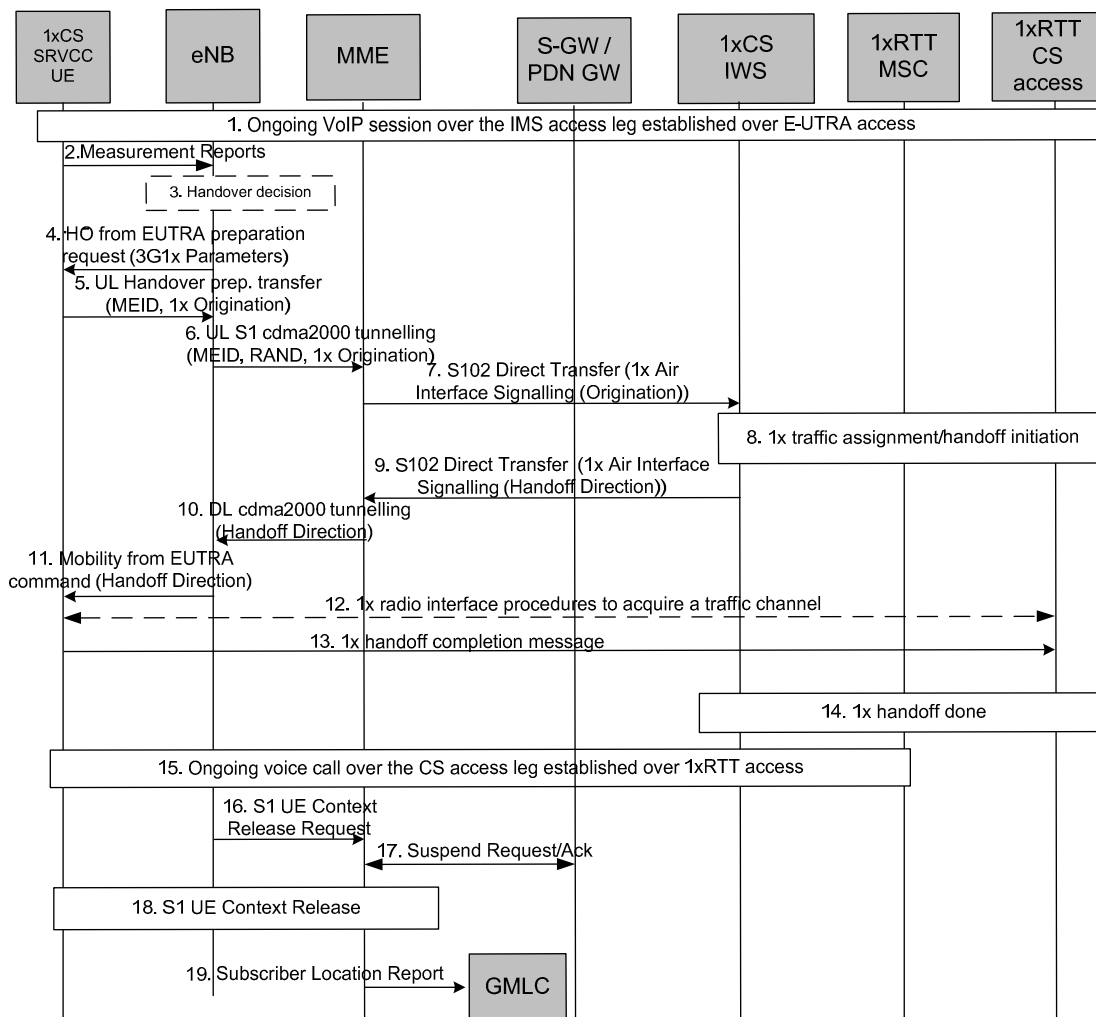 1xCS
SRVCC
UE
eNB
MME
S-GW /
PDN GW
1xCS
IWS
1xRTT
MSC
1xRTT
CS
access
1. Ongoing VoIP session over the IMS access leg established over E-UTRA access
2.Measurement Reports
3. Handover decision
4. HO from EUTRA preparation
request (3G1x Parameters)
5. UL Handover prep. transfer
(MEID, 1x Origination)
6. UL S1 cdma2000 tunnelling
(MEID, RAND, 1x Origination)
7. S102 Direct Transfer (1x Air
Interface Signalling (Origination))
8. 1x traffic assignment/handoff initiation
9. S102 Direct Transfer (1x Air Interface
Signalling (Handoff Direction))
10. DL cdma2000 tunnelling
(Handoff Direction)
11. Mobility from EUTRA
command (Handoff Direction)
12. 1x radio interface procedures to acquire a traffic channel
13. 1x handoff completion message
14. 1x handoff done
15. Ongoing voice call over the CS access leg established over 1xRTT access
16. S1 UE Context
Release Request
17. Suspend Request/Ack
18. S1 UE Context Release
19. Subscriber Location Report
GMLC